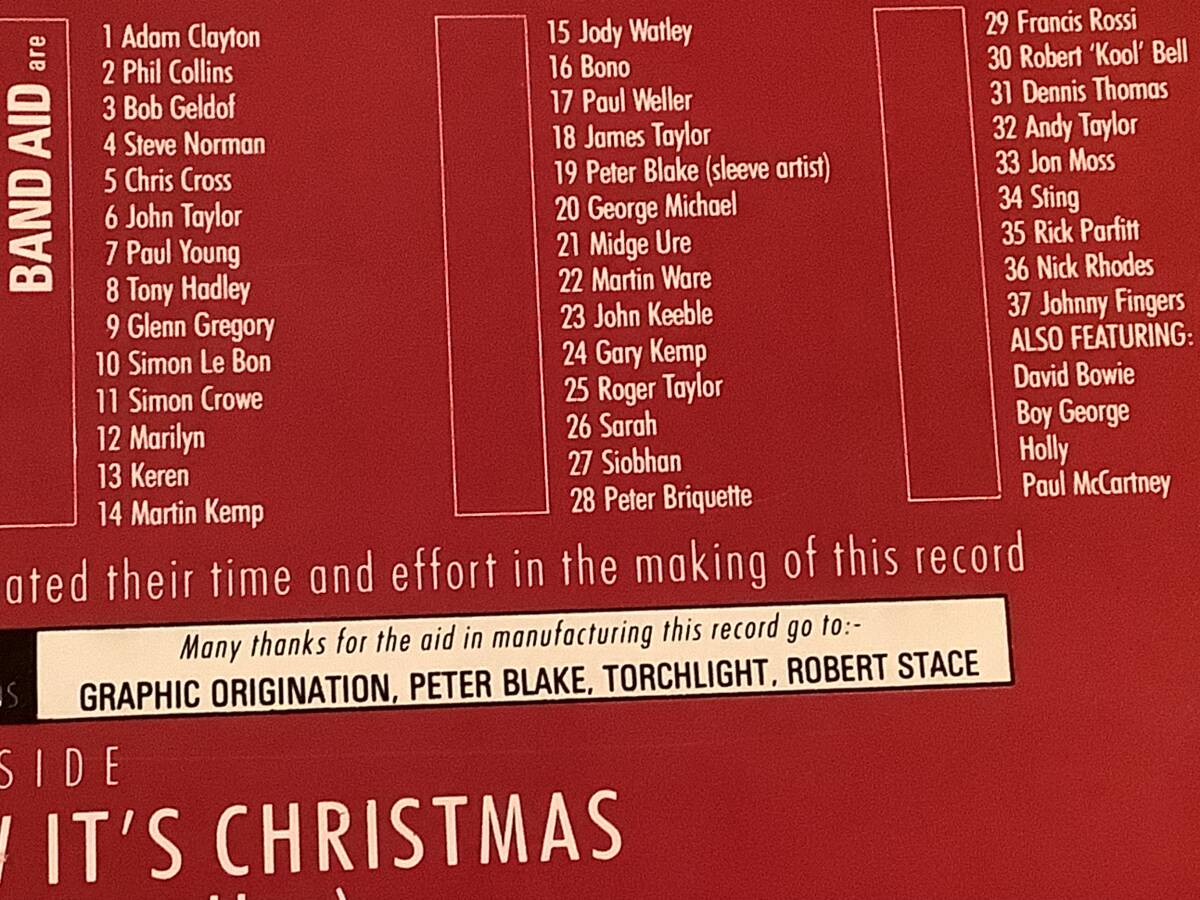 BAND AID are
1 Adam Clayton
2 Phil Collins
3 Bob Geldof
4 Steve Norman
5 Chris Cross
6 John Taylor
7 Paul Young
8 Tony Hadley
9 Glenn Gregory
10 Simon Le Bon
11 Simon Crowe
12 Marilyn
13 Keren
14 Martin Kemp
15 Jody Watley
16 Bono
17 Paul Weller
18 James Taylor
19 Peter Blake (sleeve artist)
20 George Michael
21 Midge Ure
22 Martin Ware
23 John Keeble
24 Gary Kemp
25 Roger Taylor
26 Sarah
27 Siobhan
28 Peter Briquette
29 Francis Rossi
30 Robert 'Kool' Bell
31 Dennis Thomas
32 Andy Taylor
33 Jon Moss
34 Sting
35 Rick Parfitt
36 Nick Rhodes
37 Johnny Fingers
ALSO FEATURING:
David Bowie
Boy George
Holly
Paul McCartney
ated their time and effort in the making of this record
Many thanks for the aid in manufacturing this record go to:-
GRAPHIC ORIGINATION, PETER BLAKE, TORCHLIGHT, ROBERT STACE
SIDE
IT'S CHRISTMAS